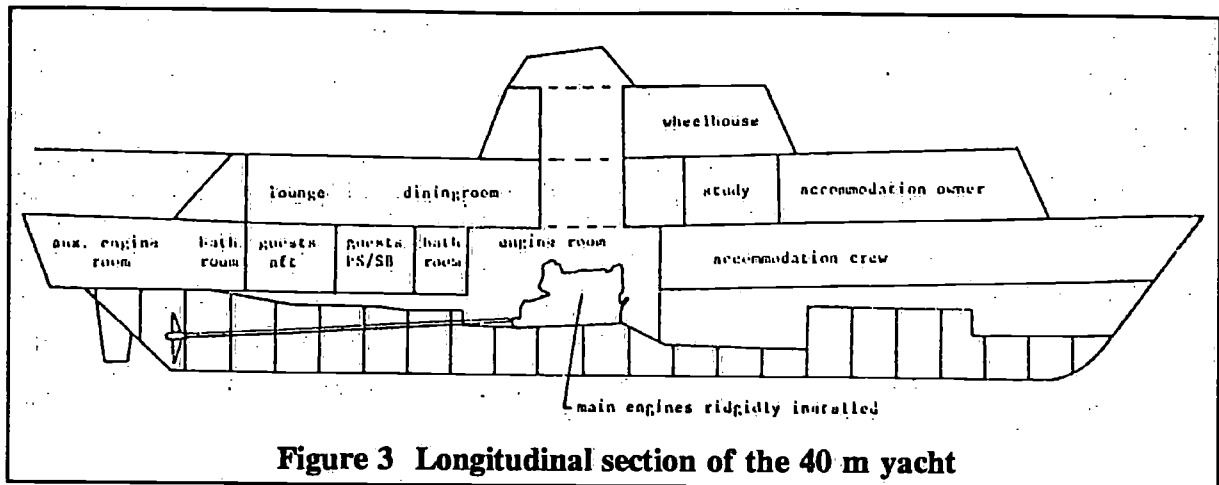 wheelhouse
lounge diningroom study accommodation owner
aux. engine room
bath room
guests aft
guests PS/SB
bath room
engine room
accommodation crew
main engines ridgidly installed
Figure 3 Longitudinal section of the 40 m yacht